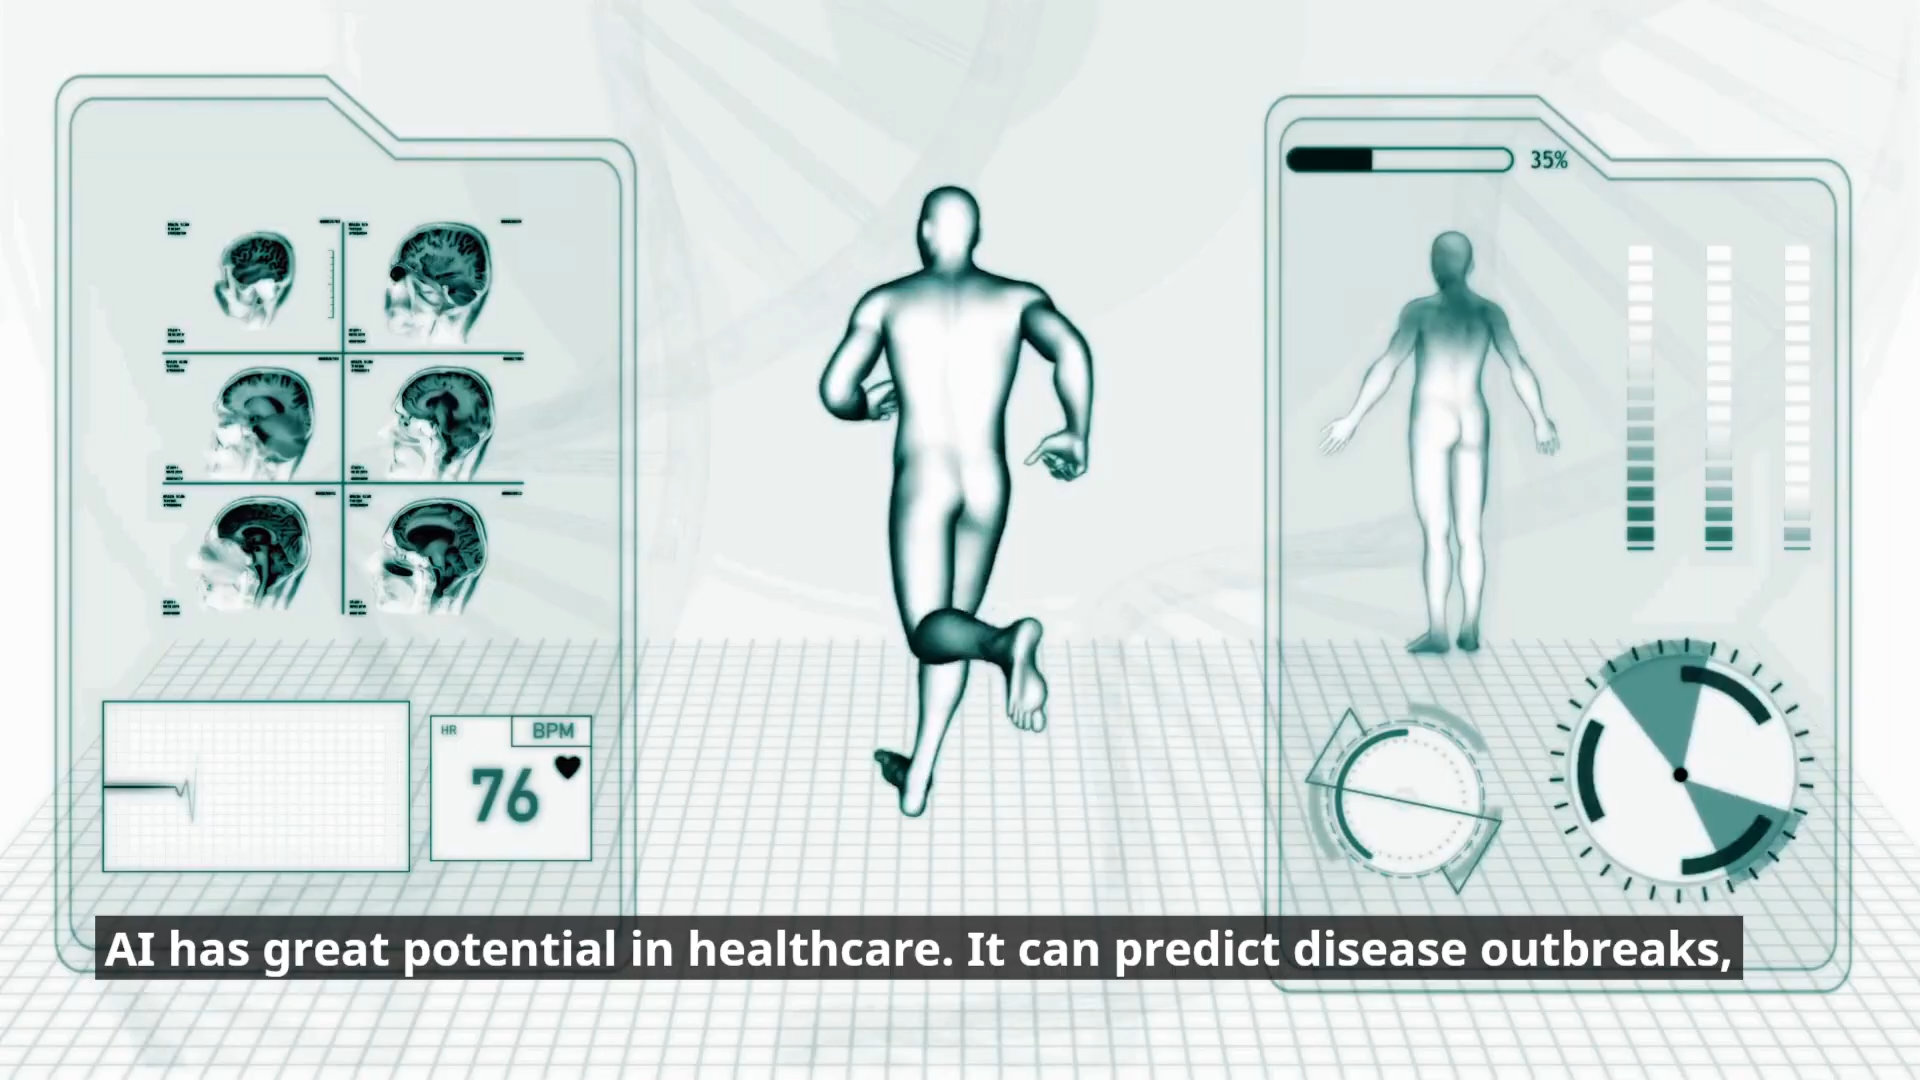 35%
HR
BPM
76
AI has great potential in healthcare. It can predict disease outbreaks,